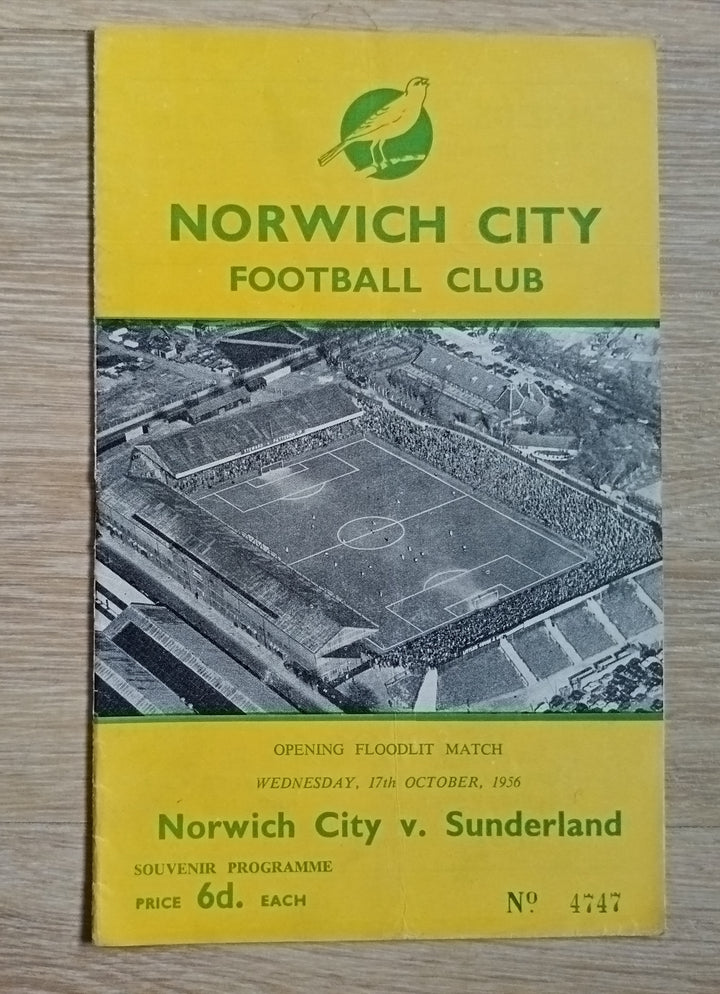 NORWICH CITY
FOOTBALL CLUB
OPENING FLOODLIT MATCH
WEDNESDAY, 17th OCTOBER, 1956
Norwich City v. Sunderland
SOUVENIR PROGRAMME
PRICE 6d. EACH
Nº 4747